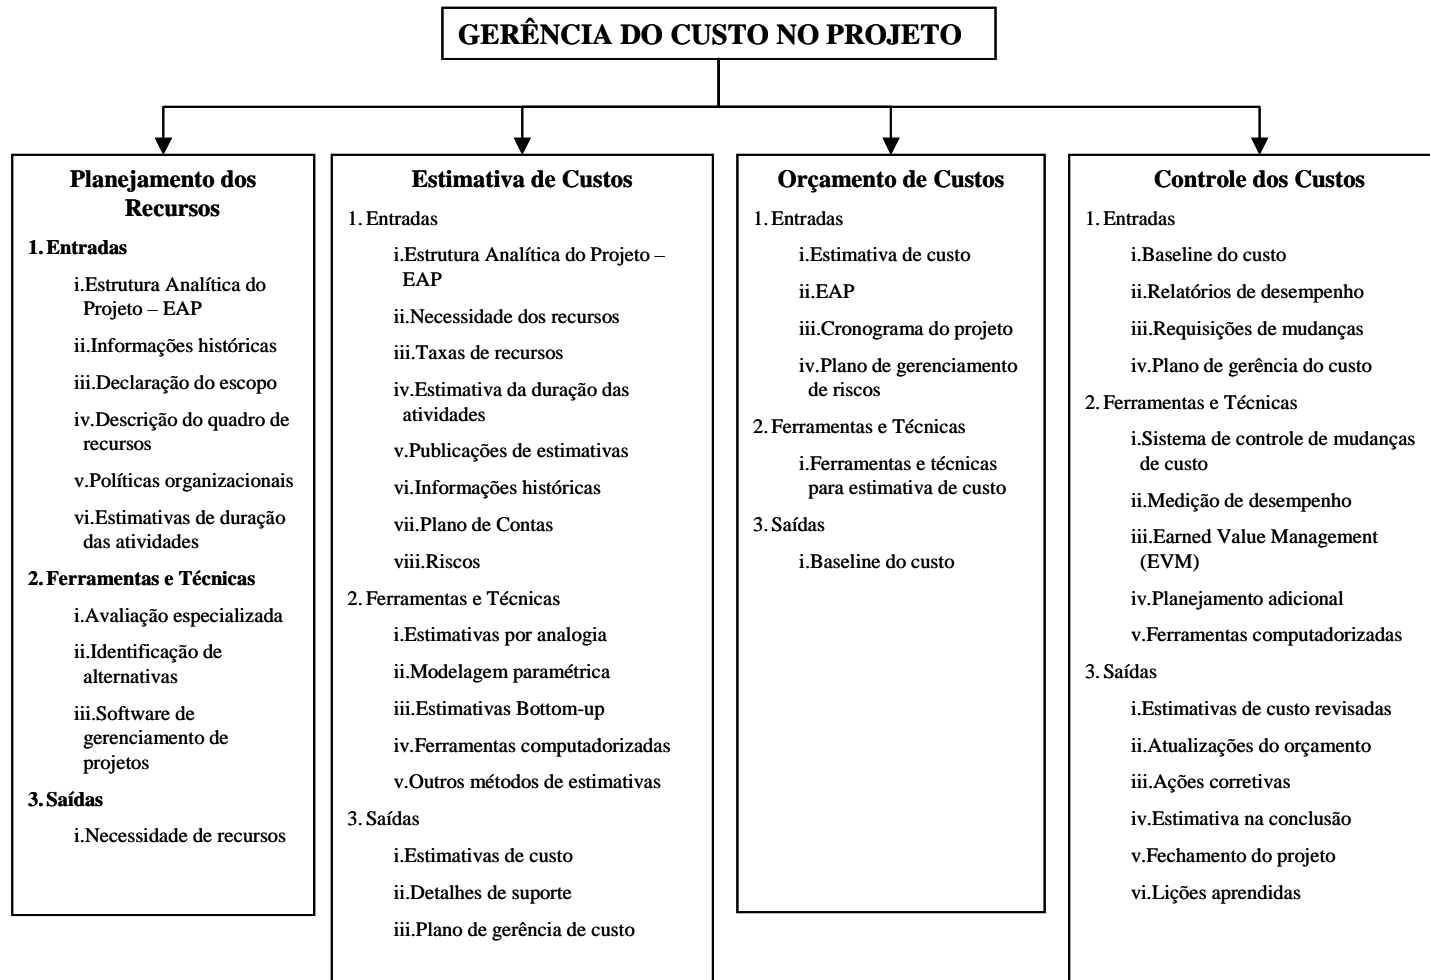 GERÊNCIA DO CUSTO NO PROJETO
Planejamento dos
Recursos
1. Entradas
i.Estrutura Analítica do
Projeto – EAP
ii.Informações históricas
iii.Declaração do escopo
iv.Descrição do quadro de
recursos
v.Políticas organizacionais
vi.Estimativas de duração
das atividades
2. Ferramentas e Técnicas
i.Avaliação especializada
ii.Identificação de
alternativas
iii.Software de
gerenciamento de
projetos
3. Saídas
i.Necessidade de recursos
Estimativa de Custos
1. Entradas
i.Estrutura Analítica do Projeto –
EAP
ii.Necessidade dos recursos
iii.Taxas de recursos
iv.Estimativa da duração das
atividades
v.Publicações de estimativas
vi.Informações históricas
vii.Plano de Contas
viii.Riscos
2. Ferramentas e Técnicas
i.Estimativas por analogia
ii.Modelagem paramétrica
iii.Estimativas Bottom-up
iv.Ferramentas computadorizadas
v.Outros métodos de estimativas
3. Saídas
i.Estimativas de custo
ii.Detalhes de suporte
iii.Plano de gerência de custo
Orçamento de Custos
1. Entradas
i.Estimativa de custo
ii.EAP
iii.Cronograma do projeto
iv.Plano de gerenciamento
de riscos
2. Ferramentas e Técnicas
i.Ferramentas e técnicas
para estimativa de custo
3. Saídas
i.Baseline do custo
Controle dos Custos
1. Entradas
i.Baseline do custo
ii.Relatórios de desempenho
iii.Requisições de mudanças
iv.Plano de gerência do custo
2. Ferramentas e Técnicas
i.Sistema de controle de mudanças
de custo
ii.Medição de desempenho
iii.Earned Value Management
(EVM)
iv.Planejamento adicional
v.Ferramentas computadorizadas
3. Saídas
i.Estimativas de custo revisadas
ii.Atualizações do orçamento
iii.Ações corretivas
iv.Estimativa na conclusão
v.Fechamento do projeto
vi.Lições aprendidas